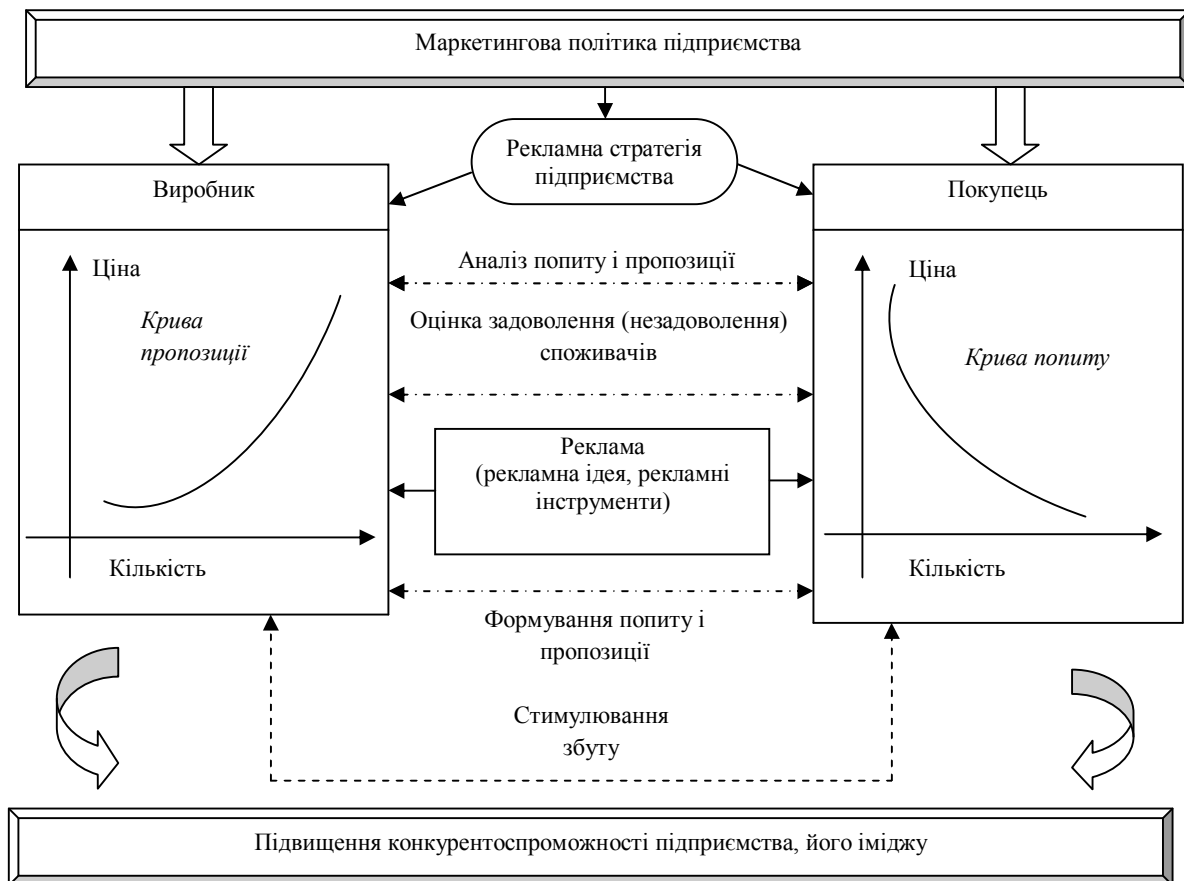 Маркетингова політика підприємства
Рекламна стратегія
підприємства
Виробник
Покупець
Ціна
Крива
пропозиції
Кількість
Аналіз попиту і пропозиції
Оцінка задоволення (незадоволення)
споживачів
Реклама
(рекламна ідея, рекламні
інструменти)
Формування попиту і
пропозиції
Стимулювання
збуту
Ціна
Крива попиту
Кількість
Підвищення конкурентоспроможності підприємства, його іміджу